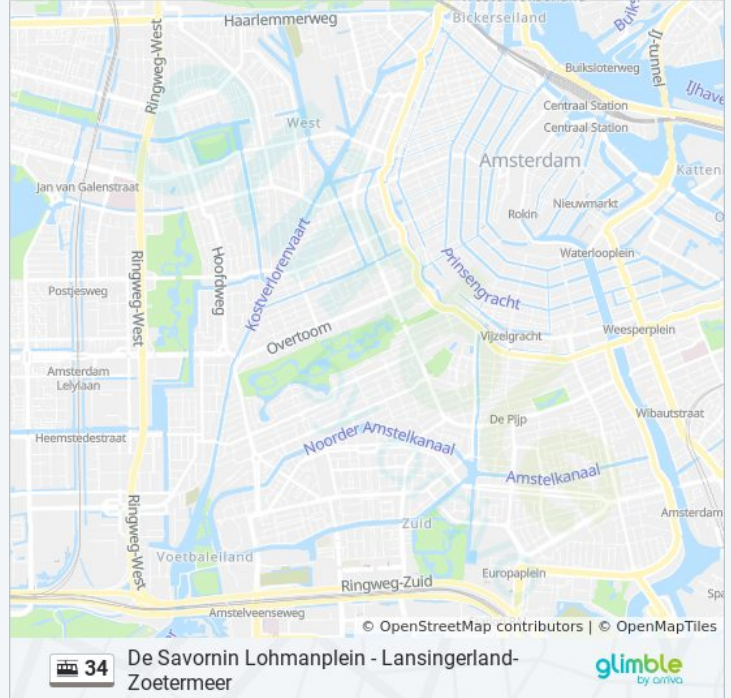 Haarlemmerweg
Bickerseiland
Buiks
IJ-tunnel
Ringweg-West
Buiksloterweg
IJhave
Centraal Station
West
Centraal Station
Amsterdam
Katten
Jan van Galenstraat
Nieuwmarkt
Rokin
O
Kostverlorenvaart
Waterlooplein
Hoofdweg
Prinsengracht
Ringweg-West
Postjesweg
Overtoom
Vijzelgracht
Weesperplein
Amsterdam
Lelylaan
De Pijp
Wibautstraat
Heemstedestraat
Noorder Amstelkanaal
Amstelkanaal
Ringweg-West
Amsterdam
Zuid
Voetbaleiland
Europaplein
Ringweg-Zuid
Spa
Amstelveenseweg
© OpenStreetMap contributors | © OpenMapTiles
34
De Savornin Lohmanplein - Lansingerland-
Zoetermeer
glimble
by arriva